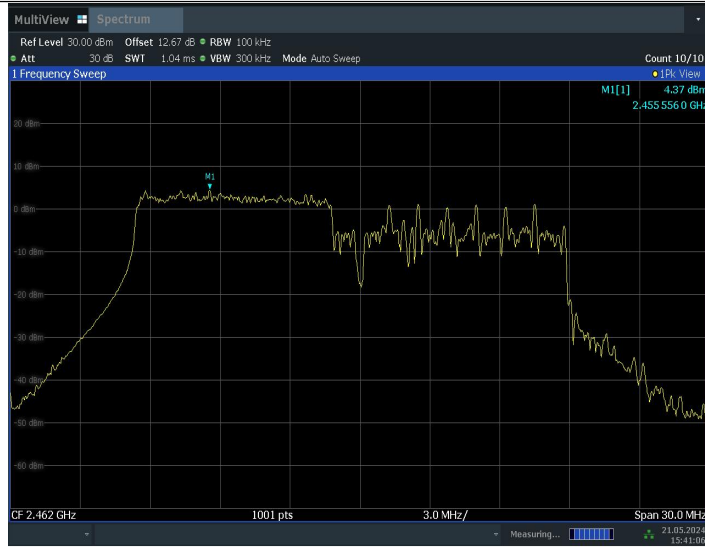 MultiView Spectrum
Ref Level 30.00 dBm Offset 12.67 dB RBW 100 kHz
Att 30 dB SWT 1.04 ms VBW 300 kHz Mode Auto Sweep Count 10/10
1 Frequency Sweep 1Pk View
M1[1] 4.37 dBm
2.455 556 0 GHz
20 dBm
M1
10 dBm
0 dBm
-10 dBm
-20 dBm
-30 dBm
-40 dBm
-50 dBm
-60 dBm
CF 2.462 GHz 1001 pts 3.0 MHz/ Span 30.0 MHz
Measuring... 21.05.2024
15:41:06